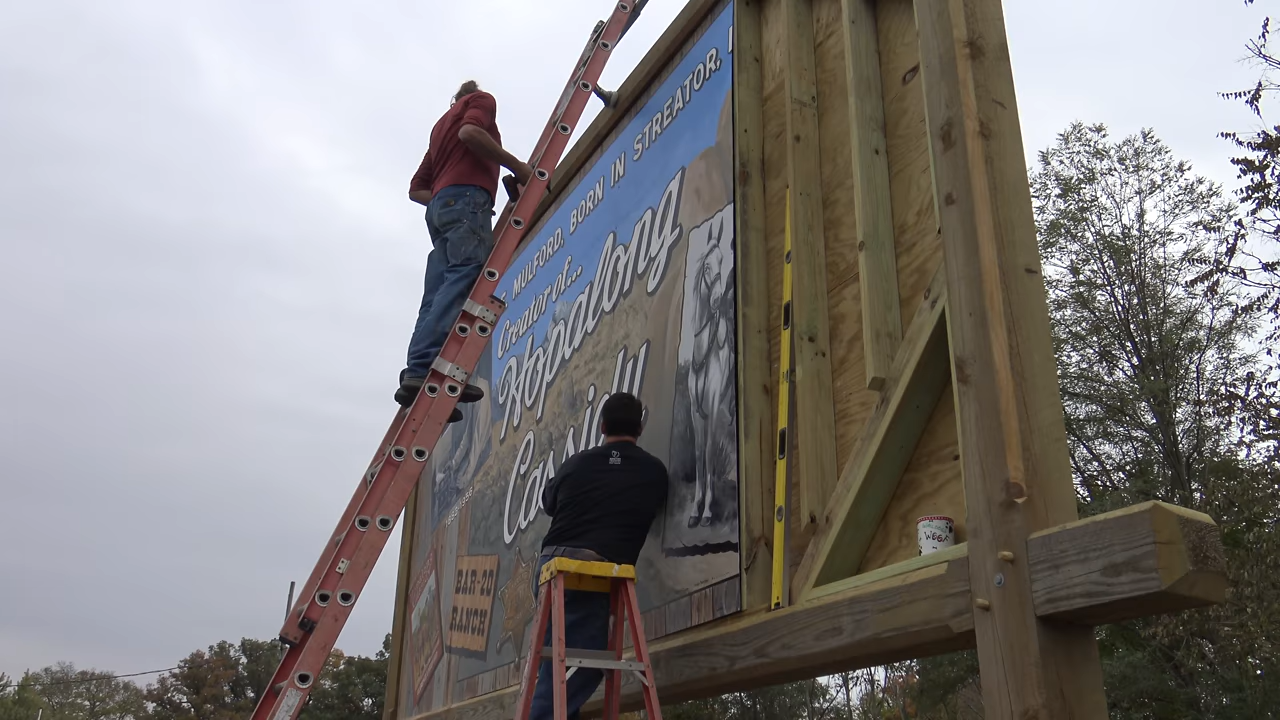 MULFORD, BORN IN STREATOR,
Creator of...
Hopalong
Cassidy
BAR-20
RANCH